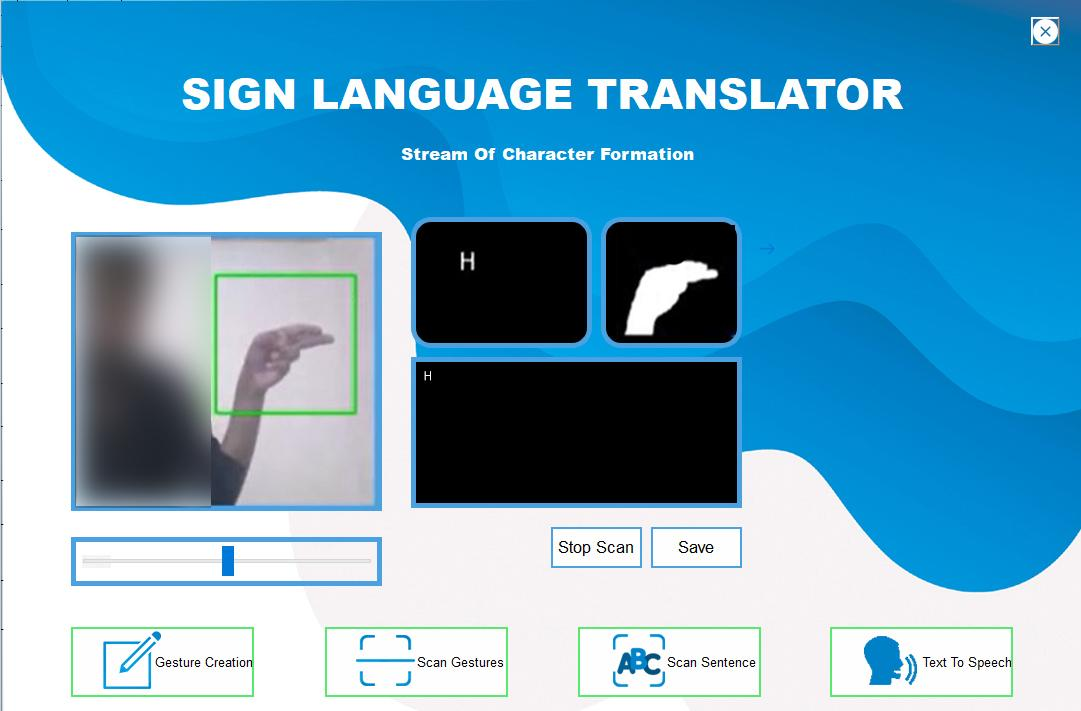 SIGN LANGUAGE TRANSLATOR
Stream Of Character Formation
H
H
Stop Scan
Save
Gesture Creation
Scan Gestures
ABC
Scan Sentence
Text To Speech